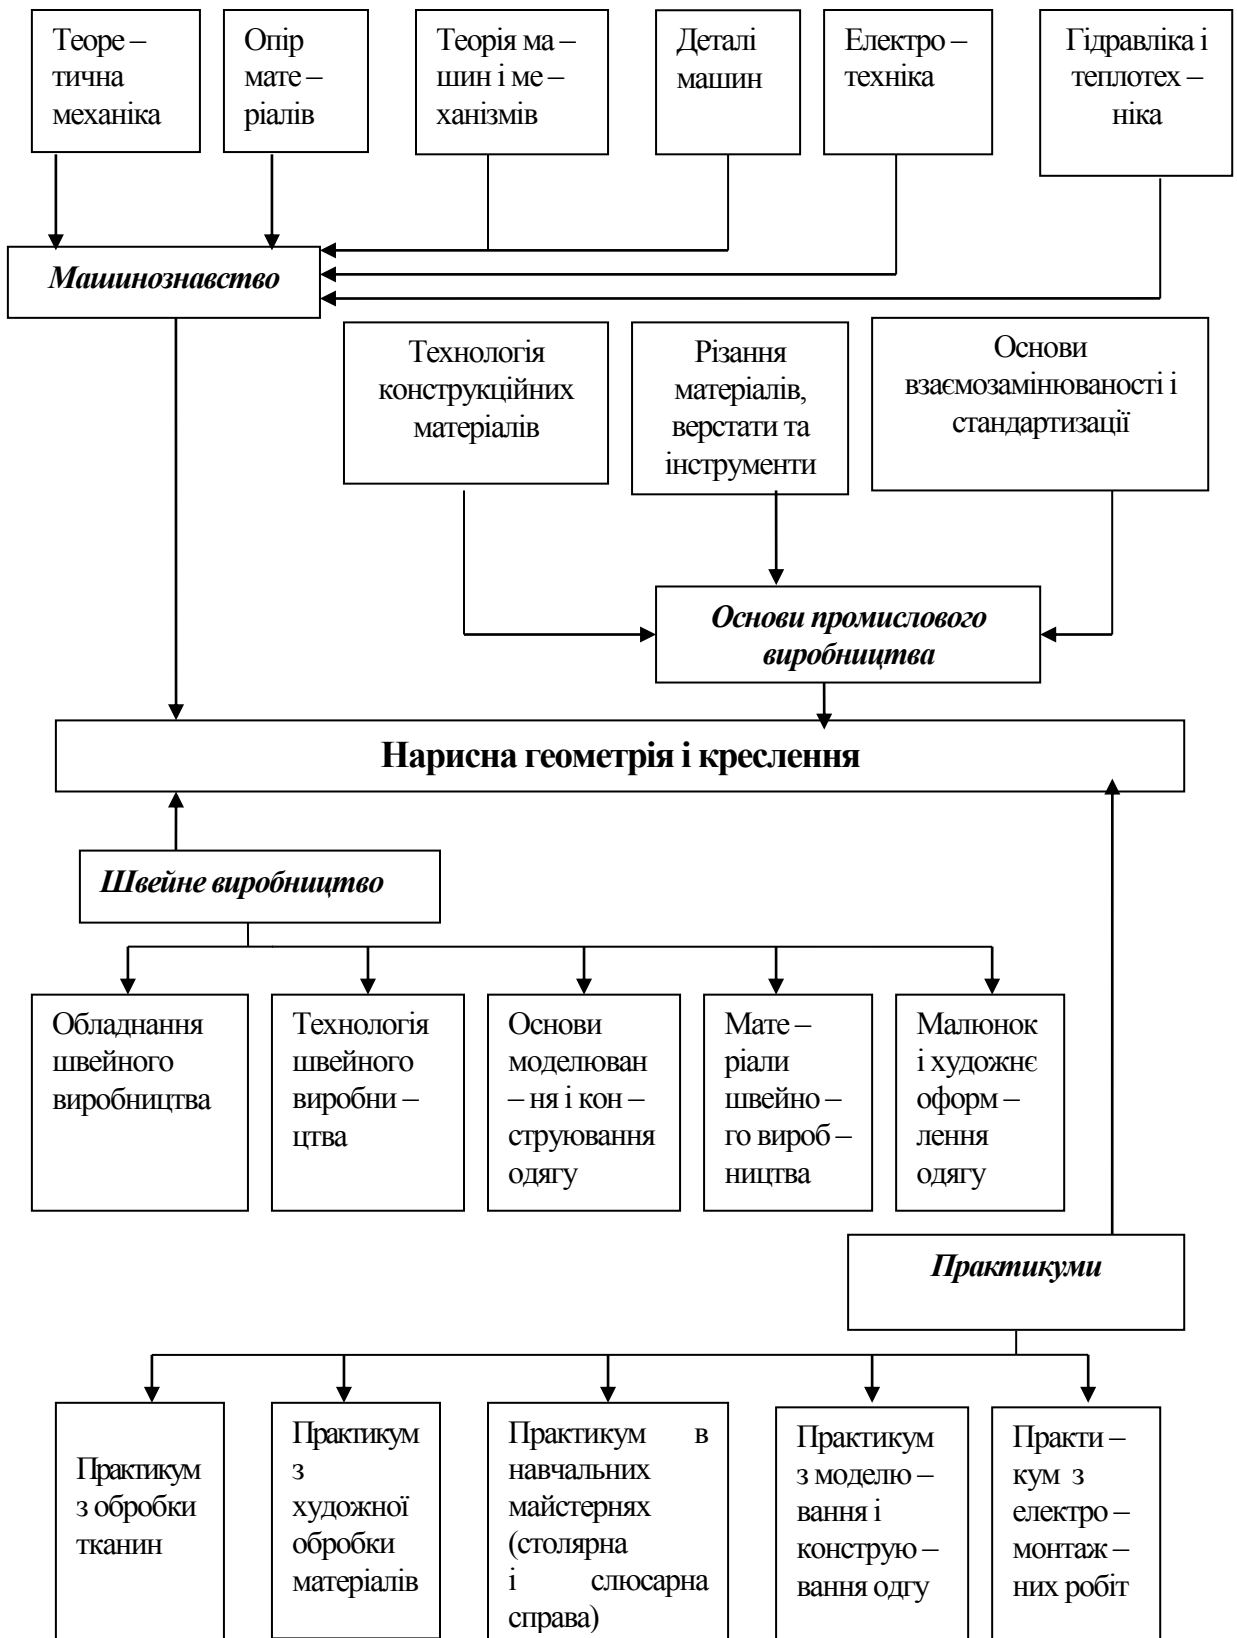 Теоре –
тична
механіка
Опір
мате –
ріалів
Теорія ма –
шин і ме –
ханізмів
Деталі
машин
Електро –
техніка
Гідравліка і
теплотех –
ніка
Машинознавство
Технологія
конструкційних
матеріалів
Різання
матеріалів,
верстати та
інструменти
Основи
взаємозамінюваності і
стандартизації
Основи промислового
виробництва
Нарисна геометрія і креслення
Швейне виробництво
Обладнання
швейного
виробництва
Технологія
швейного
виробни –
цтва
Основи
моделюван
– ня і кон –
струювання
одягу
Мате –
ріали
швейно –
го вироб –
ництва
Малюнок
і художнє
оформ –
лення
одягу
Практикуми
Практикум
з обробки
тканин
Практикум
з
художної
обробки
матеріалів
Практикум в
навчальних
майстернях
(столярна
і слюсарна
справа)
Практикум
з моделю –
вання і
конструю –
вання одгу
Практи –
кум з
електро –
монтаж –
них робіт